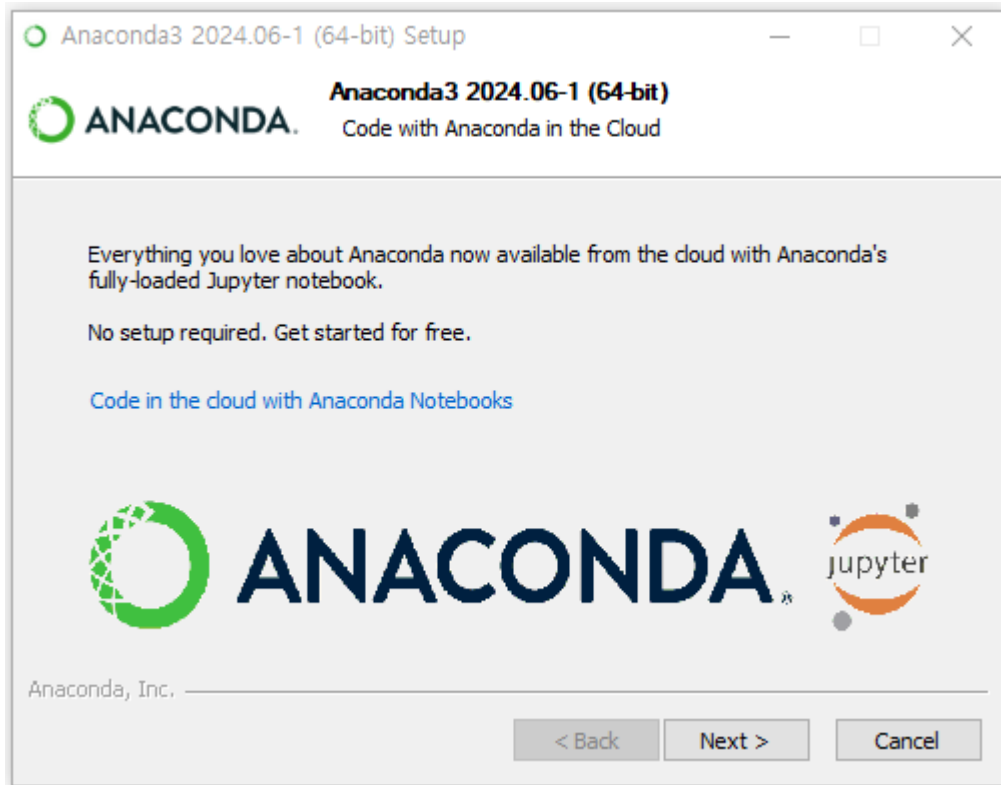 Anaconda3 2024.06-1 (64-bit) Setup
ANACONDA.
Anaconda3 2024.06-1 (64-bit)
Code with Anaconda in the Cloud
Everything you love about Anaconda now available from the cloud with Anaconda's
fully-loaded Jupyter notebook.
No setup required. Get started for free.
Code in the cloud with Anaconda Notebooks
ANACONDA.®
jupyter
Anaconda, Inc.
< Back
Next >
Cancel